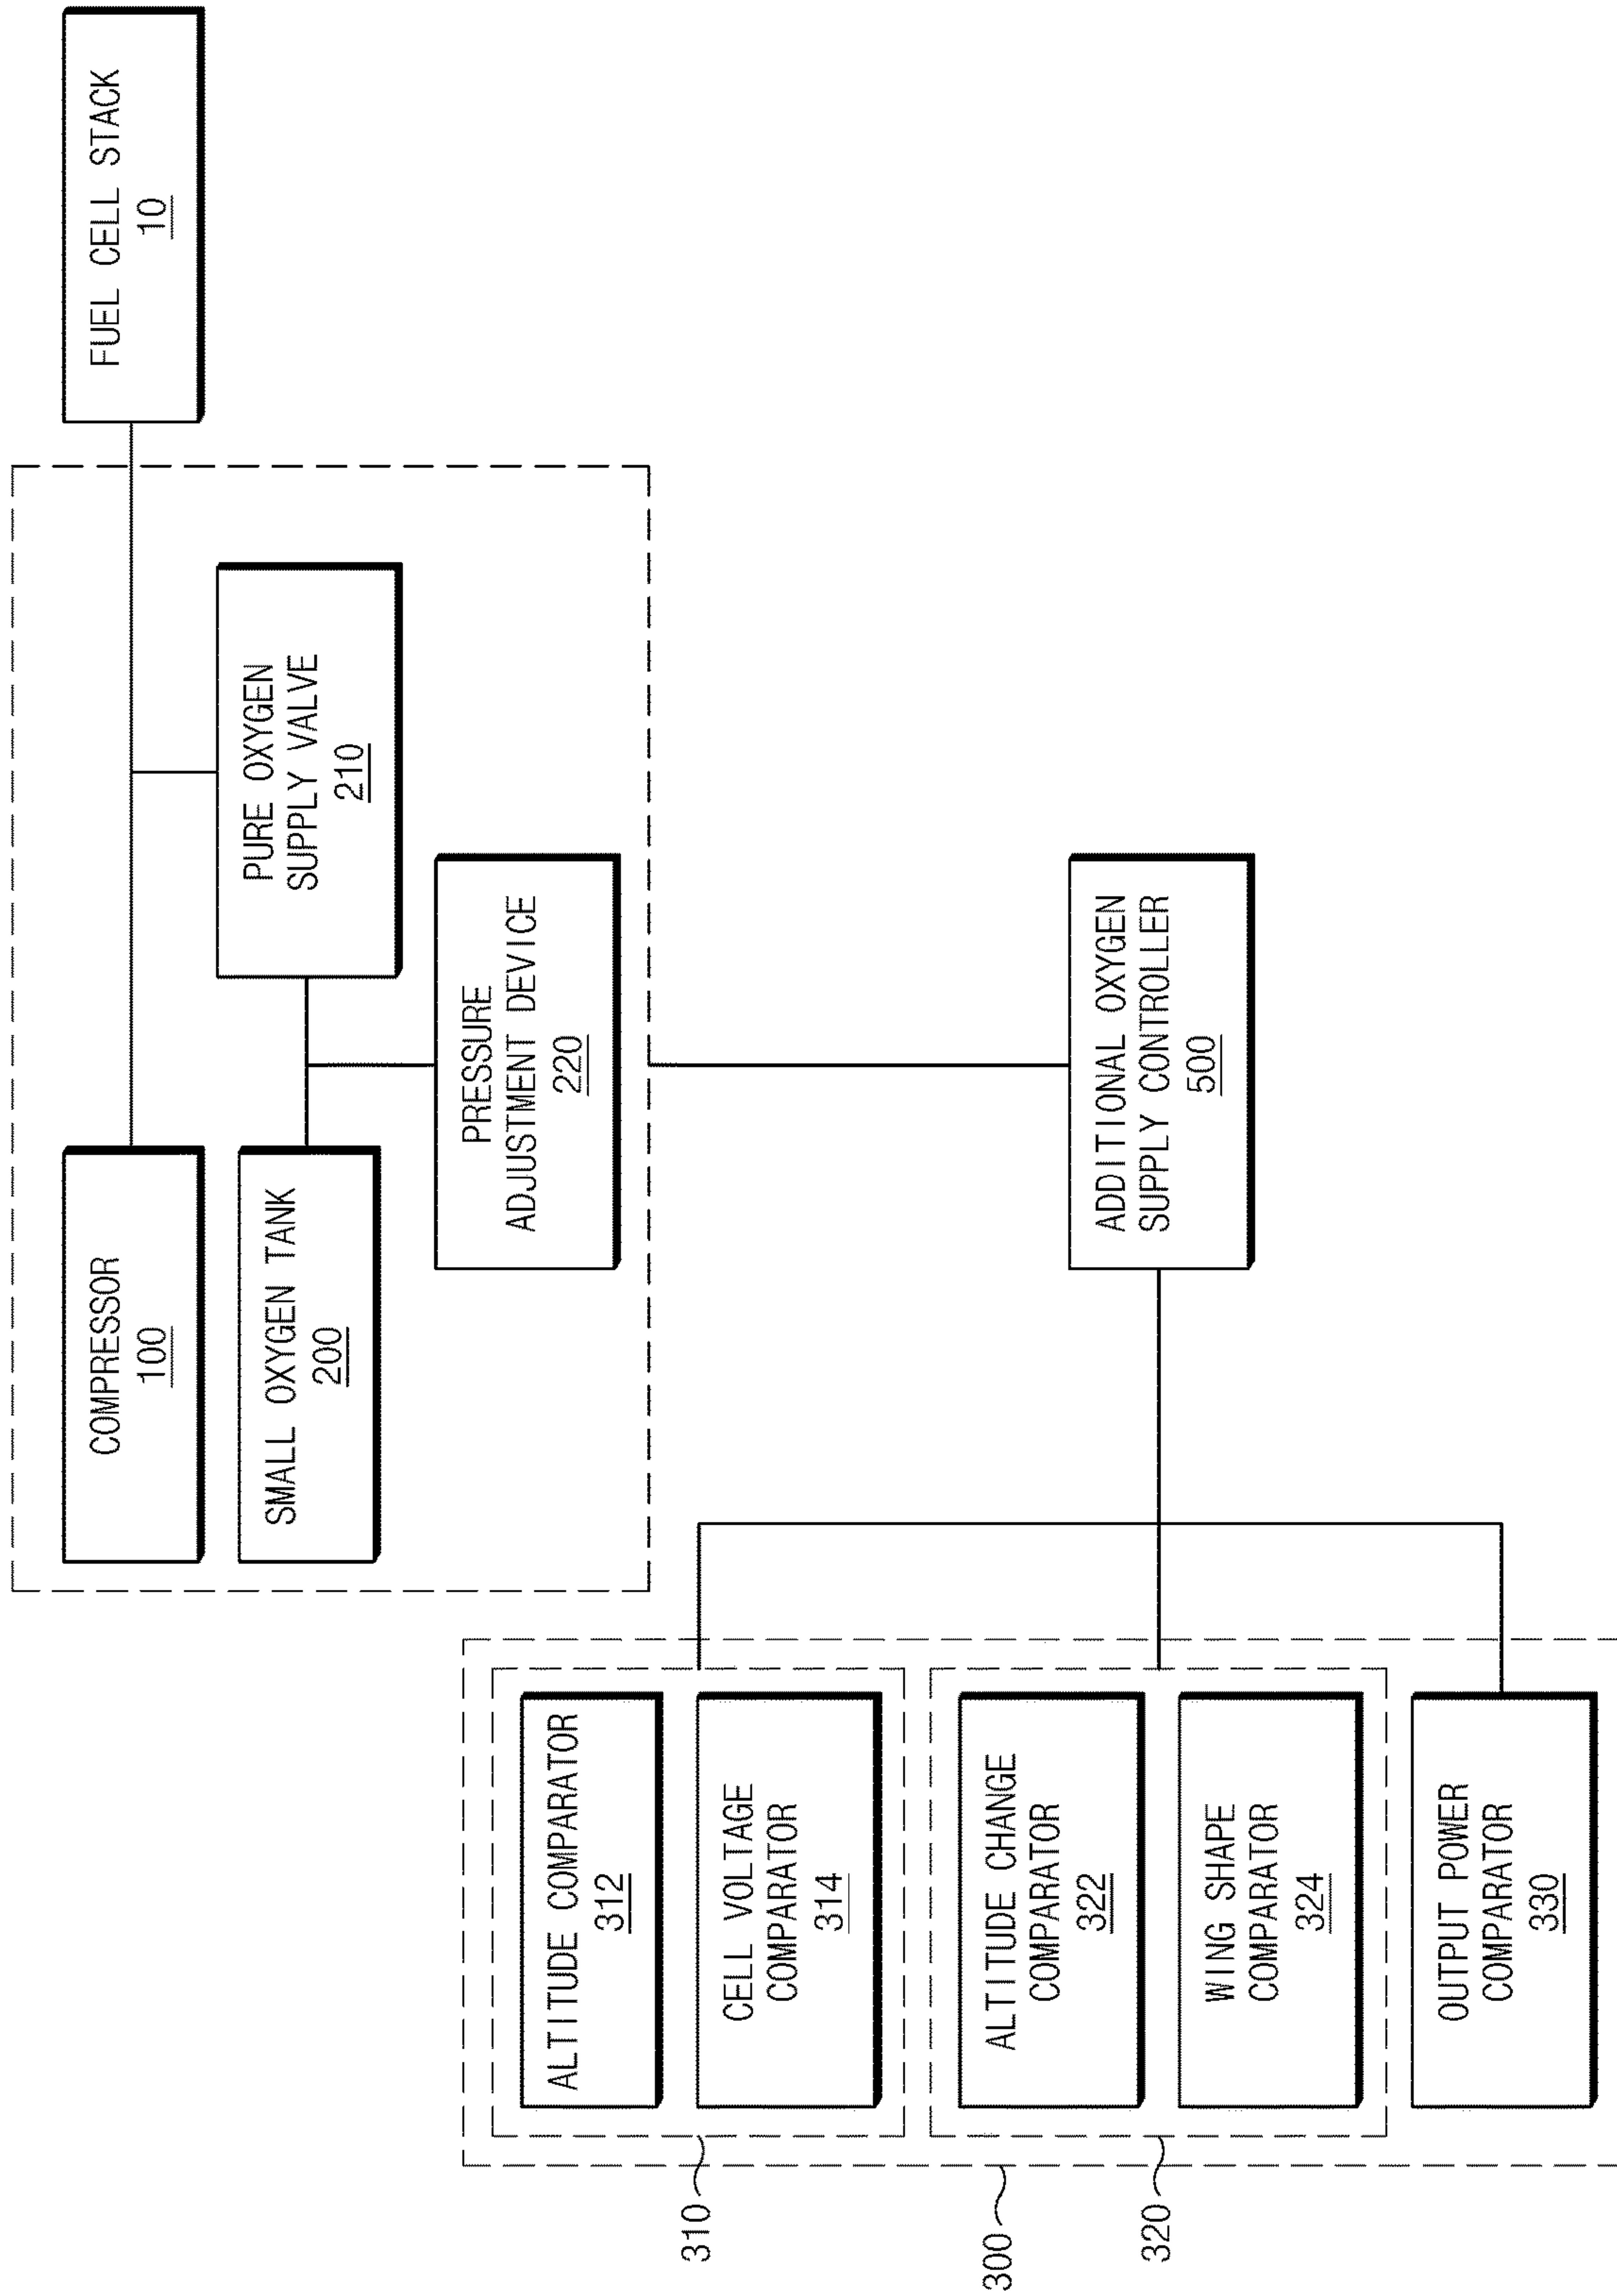 FUEL CELL STACK
10
COMPRESSOR
100
SMALL OXYGEN TANK
200
PURE OXYGEN
SUPPLY VALVE
210
PRESSURE
ADJUSTMENT DEVICE
220
ADDITIONAL OXYGEN
SUPPLY CONTROLLER
500
ALTITUDE COMPARATOR
312
CELL VOLTAGE
COMPARATOR
314
ALTITUDE CHANGE
COMPARATOR
322
WING SHAPE
COMPARATOR
324
OUTPUT POWER
COMPARATOR
330
310
300
320